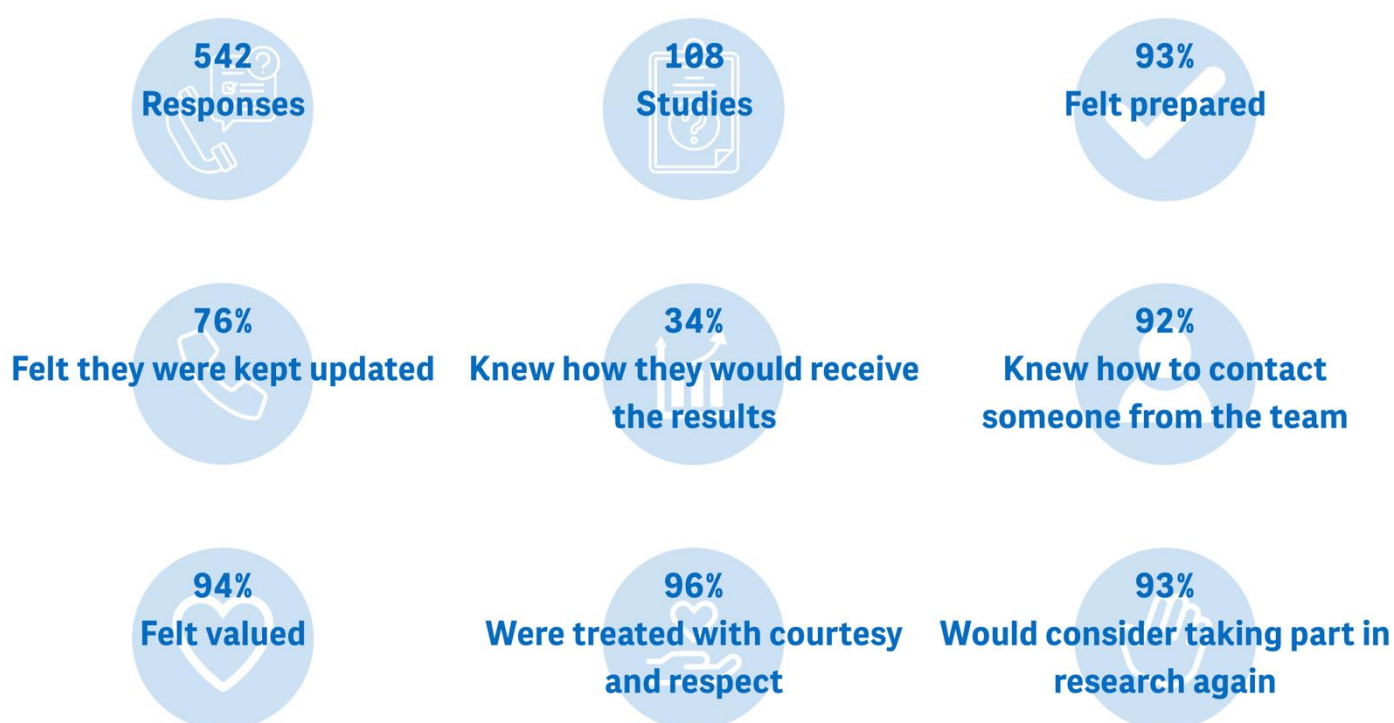 542
Responses
108
Studies
93%
Felt prepared
76%
Felt they were kept updated
34%
Knew how they would receive
the results
92%
Knew how to contact
someone from the team
94%
Felt valued
96%
Were treated with courtesy
and respect
93%
Would consider taking part in
research again